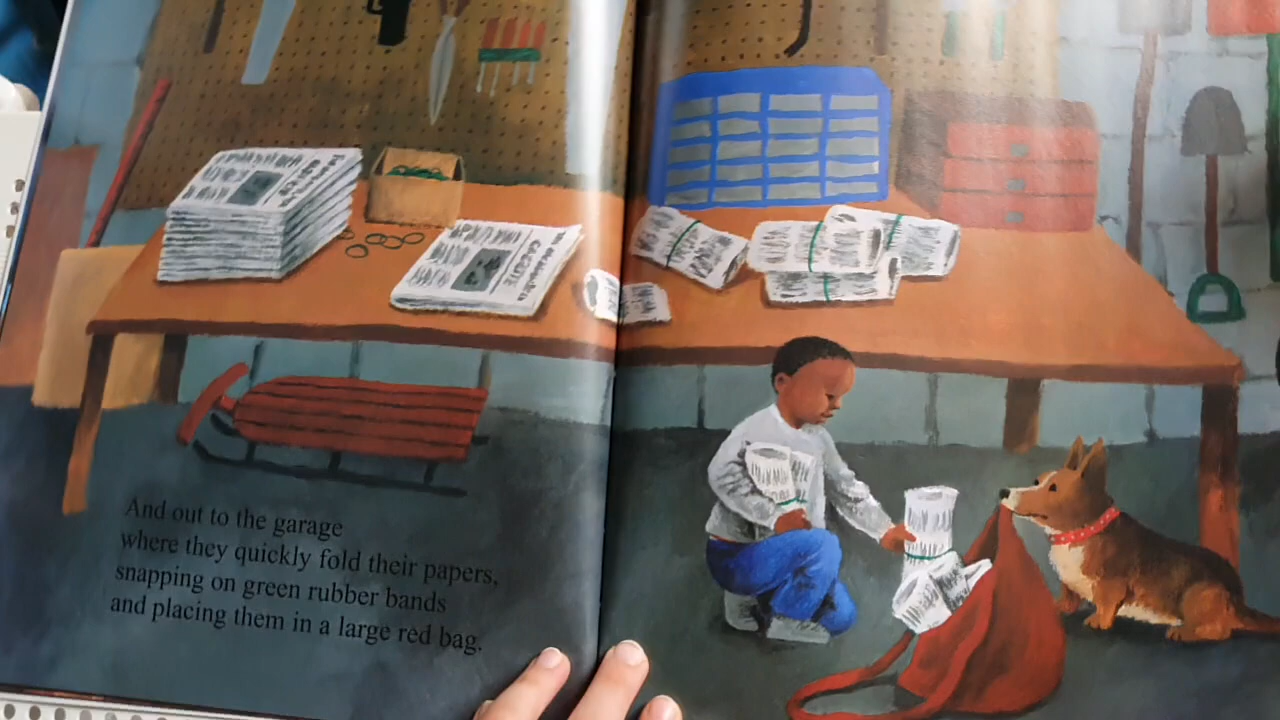 GAZETTE
And out to the garage
where they quickly fold their papers,
snapping on green rubber bands
and placing them in a large red bag.